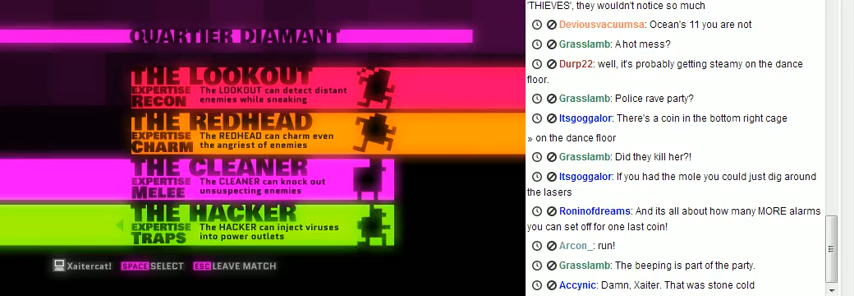 QUARTIER DIAMANT
THE LOOKOUT
EXPERTISE
RECON
The LOOKOUT can detect distant
enemies while sneaking
THE REDHEAD
EXPERTISE
CHARM
The REDHEAD can charm even
the angriest of enemies
THE CLEANER
EXPERTISE
MELEE
The CLEANER can knock out
unsuspecting enemies
THE HACKER
EXPERTISE
TRAPS
The HACKER can inject viruses
into power outlets
Xaitercat! SPACE SELECT ESC LEAVE MATCH
'THIEVES', they wouldn't notice so much
Deviousvacuumsa: Ocean's 11 you are not
Grasslamb: A hot mess?
Durp22: well, it's probably getting steamy on the dance
floor.
Grasslamb: Police rave party?
Itsgoggalor: There's a coin in the bottom right cage
» on the dance floor
Grasslamb: Did they kill her?!
Itsgoggalor: If you had the mole you could just dig around
the lasers
Roninofdreams: And its all about how many MORE alarms
you can set off for one last coin!
Arcon_: run!
Grasslamb: The beeping is part of the party.
Accynic: Damn, Xaiter. That was stone cold